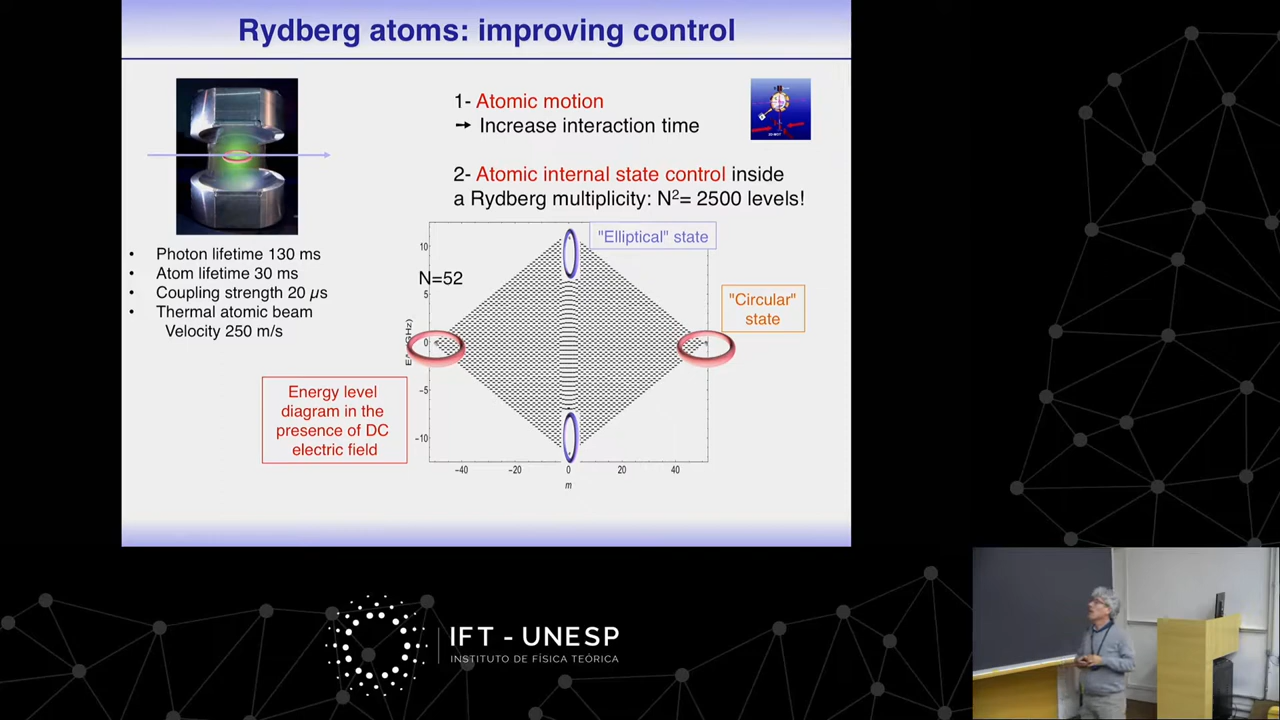 Rydberg atoms: improving control
1- Atomic motion
→ Increase interaction time
2- Atomic internal state control inside
a Rydberg multiplicity: N²= 2500 levels!
• Photon lifetime 130 ms
• Atom lifetime 30 ms
• Coupling strength 20 µs
• Thermal atomic beam
Velocity 250 m/s
"Elliptical" state
N=52
"Circular"
state
Energy level
diagram in the
presence of DC
electric field
10
5
0
−5
−10
−40
−20
0
20
40
m
IFT - UNESP
INSTITUTO DE FÍSICA TEÓRICA